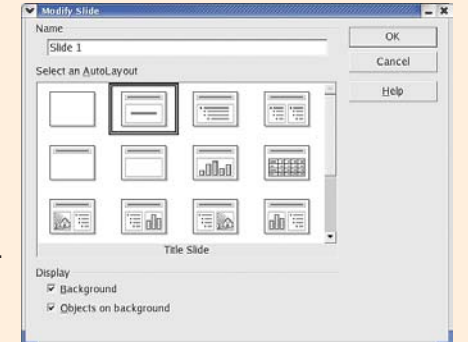 Modify Slide
Name
Slide 1
Select an AutoLayout
Title Slide
Display
Background
Objects on background
OK
Cancel
Help